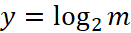 y = log₂ m